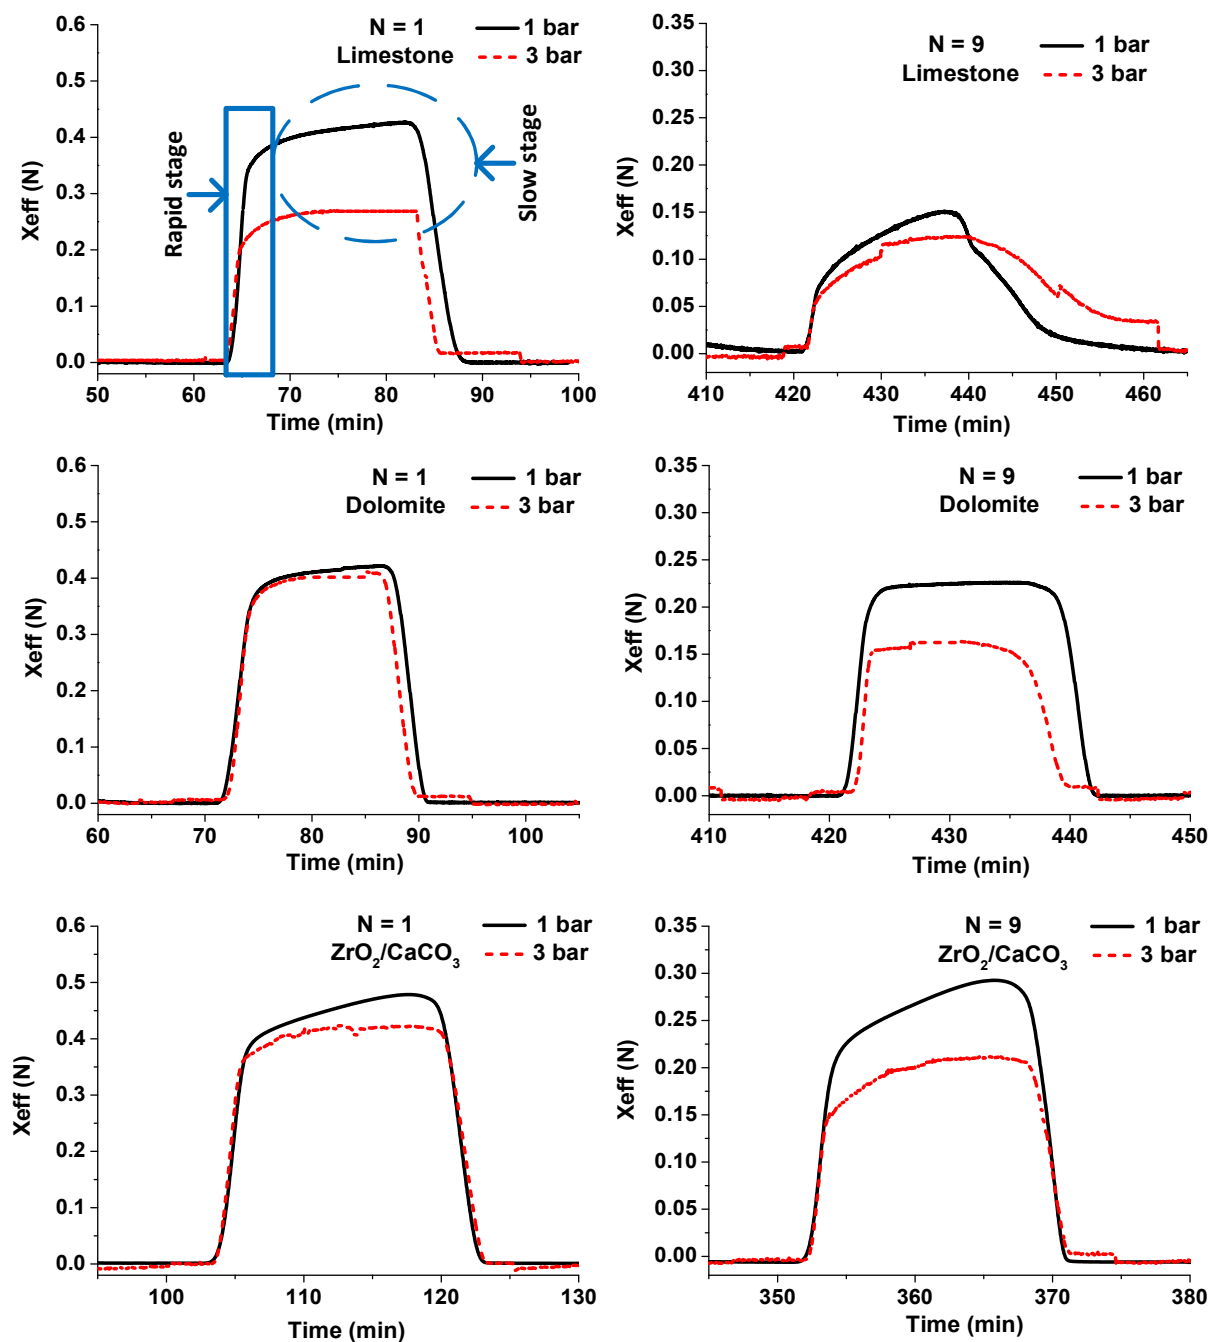 N = 1
1 bar
Limestone
3 bar
Rapid stage
Slow stage
Xeff (N)
0.6
0.5
0.4
0.3
0.2
0.1
0.0
50 60 70 80 90 100
Time (min)
N = 9
1 bar
Limestone
3 bar
Xeff (N)
0.35
0.30
0.25
0.20
0.15
0.10
0.05
0.00
410 420 430 440 450 460
Time (min)
N = 1
1 bar
Dolomite
3 bar
Xeff (N)
0.6
0.5
0.4
0.3
0.2
0.1
0.0
60 70 80 90 100
Time (min)
N = 9
1 bar
Dolomite
3 bar
Xeff (N)
0.35
0.30
0.25
0.20
0.15
0.10
0.05
0.00
410 420 430 440 450
Time (min)
N = 1
1 bar
ZrO₂/CaCO₃
3 bar
Xeff (N)
0.6
0.5
0.4
0.3
0.2
0.1
0.0
100 110 120 130
Time (min)
N = 9
1 bar
ZrO₂/CaCO₃
3 bar
Xeff (N)
0.35
0.30
0.25
0.20
0.15
0.10
0.05
0.00
350 360 370 380
Time (min)